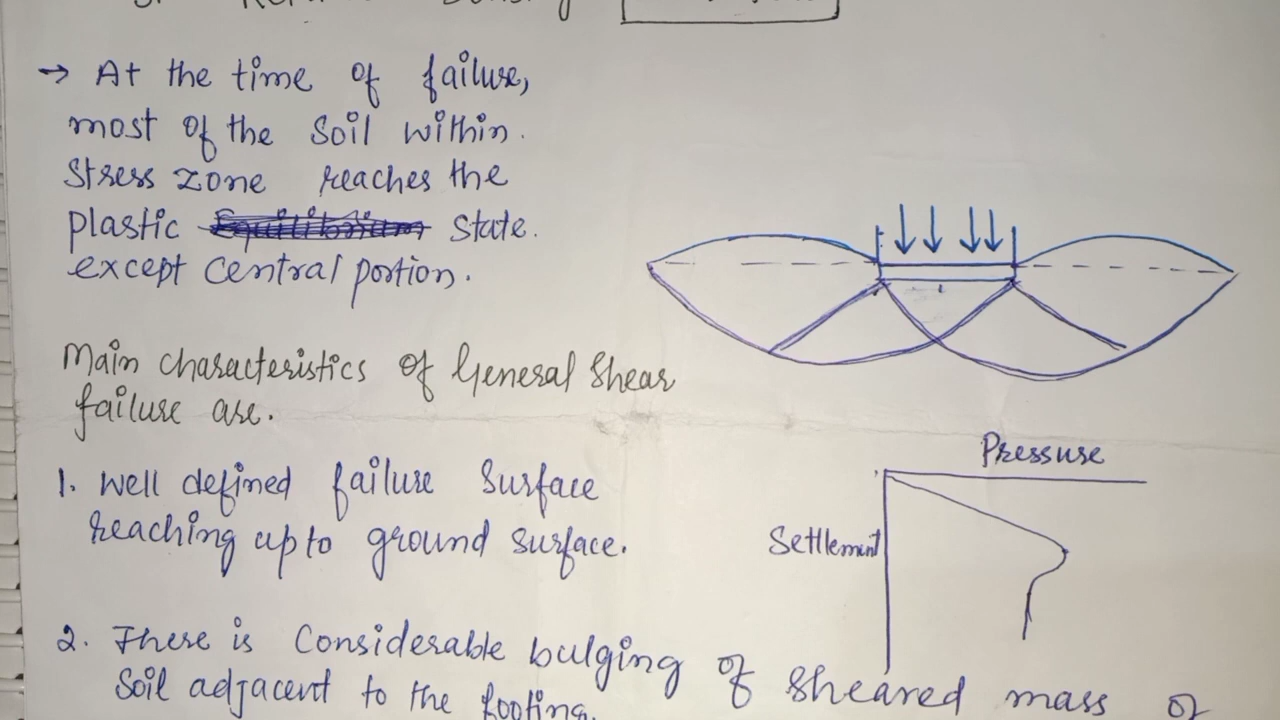 → At the time of failure,
most of the soil within.
stress zone reaches the
plastic state.
except central portion.
Main characteristics of General Shear
failure are.
Pressure
1. Well defined failure surface
reaching up to ground surface.
Settlement
2. There is considerable bulging of sheared mass of
soil adjacent to the footing.